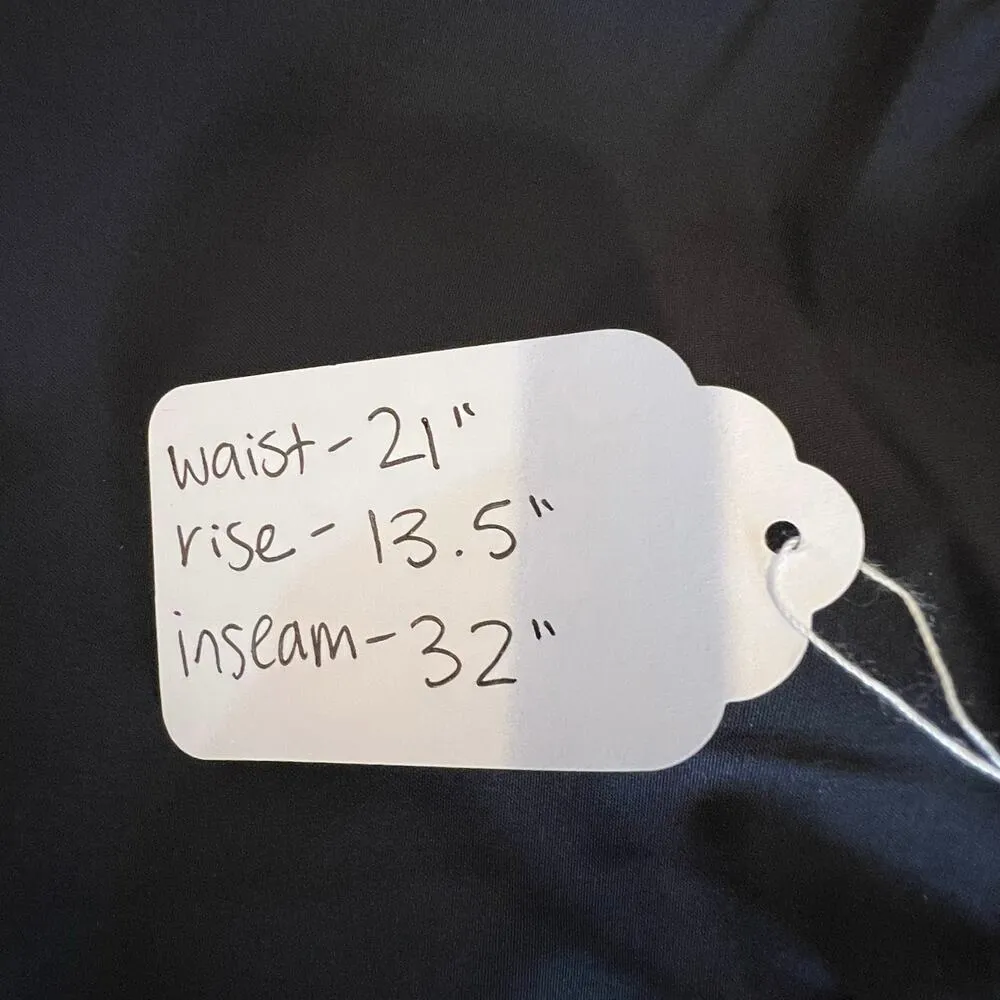 waist - 21"
rise - 13.5"
inseam - 32"